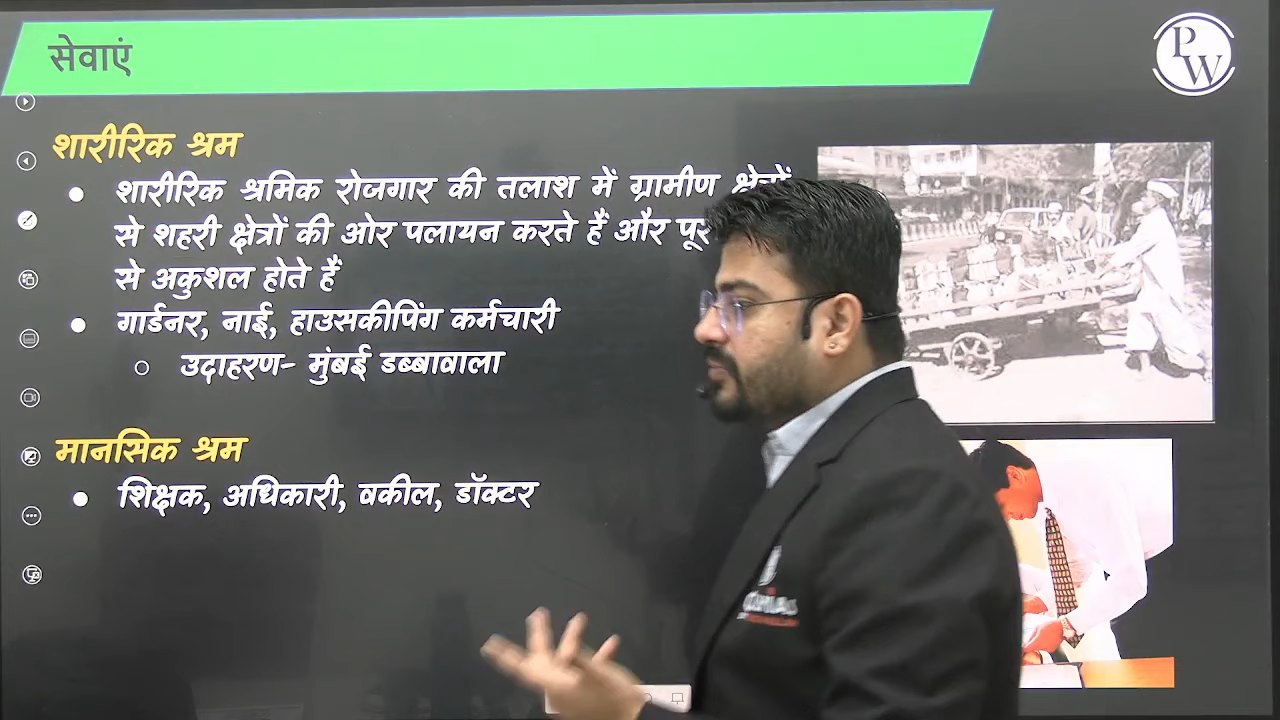 सेवाएं
PW
शारीरिक श्रम
शारीरिक श्रमिक रोजगार की तलाश में ग्रामीण क्षेत्रों
से शहरी क्षेत्रों की ओर पलायन करते हैं और
से अकुशल होते हैं
गार्डनर, नाई, हाउसकीपिंग कर्मचारी
उदाहरण- मुंबई डब्बावाला
मानसिक श्रम
शिक्षक, अधिकारी, वकील, डॉक्टर